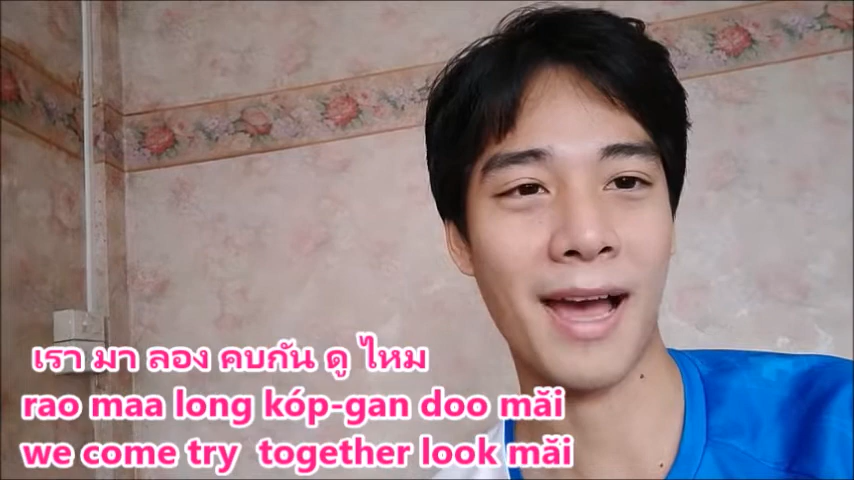 เรา มา ลอง คบกัน ดู ไหม
rao maa long kóp-gan doo măi
we come try  together look măi